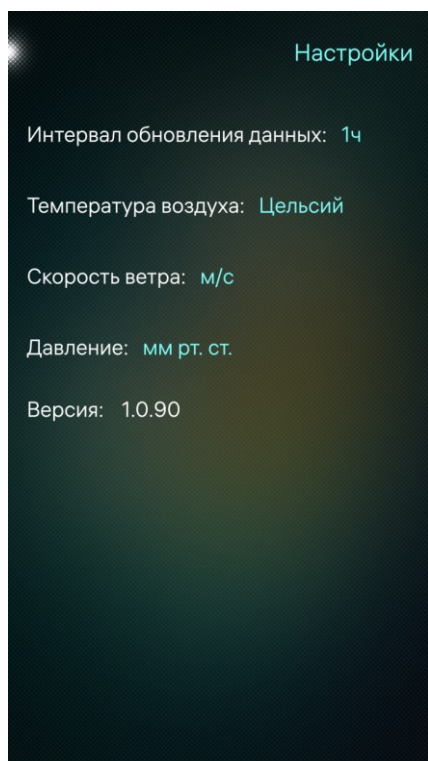 Настройки
Интервал обновления данных: 1ч
Температура воздуха: Цельсий
Скорость ветра: м/с
Давление: мм рт. ст.
Версия: 1.0.90